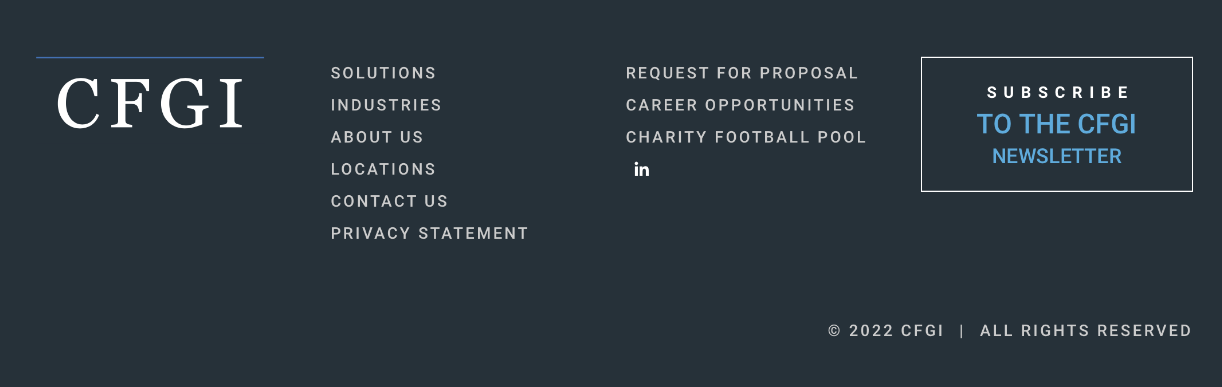 CFGI
SOLUTIONS
INDUSTRIES
ABOUT US
LOCATIONS
CONTACT US
PRIVACY STATEMENT
REQUEST FOR PROPOSAL
CAREER OPPORTUNITIES
CHARITY FOOTBALL POOL
in
SUBSCRIBE
TO THE CFGI
NEWSLETTER
© 2022 CFGI | ALL RIGHTS RESERVED